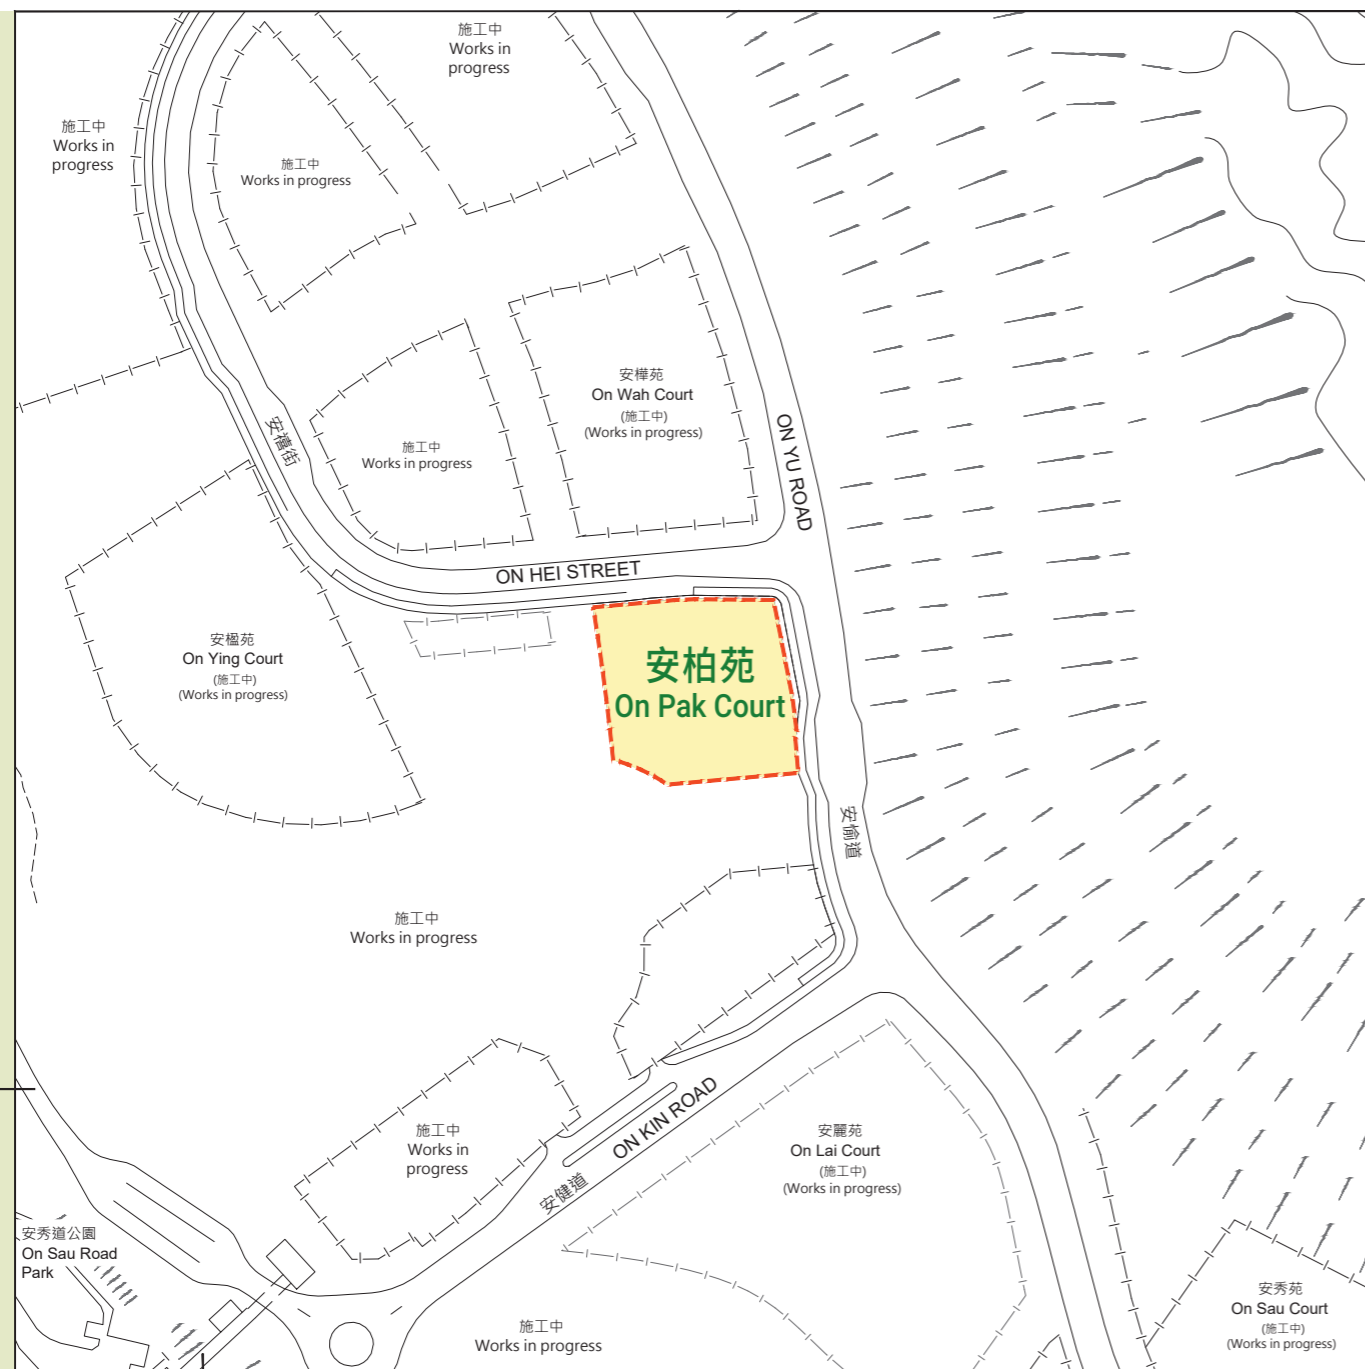 施工中
Works in
progress
施工中
Works in
progress
施工中
Works in progress
安樺苑
On Wah Court
(施工中)
(Works in progress)
安禧街
施工中
Works in progress
ON YU ROAD
ON HEI STREET
安楹苑
On Ying Court
(施工中)
(Works in progress)
安柏苑
On Pak Court
安愉道
施工中
Works in progress
施工中
Works in
progress
ON KIN ROAD
安健道
安麗苑
On Lai Court
(施工中)
(Works in progress)
安秀道公園
On Sau Road
Park
安秀苑
On Sau Court
(施工中)
(Works in progress)
施工中
Works in progress